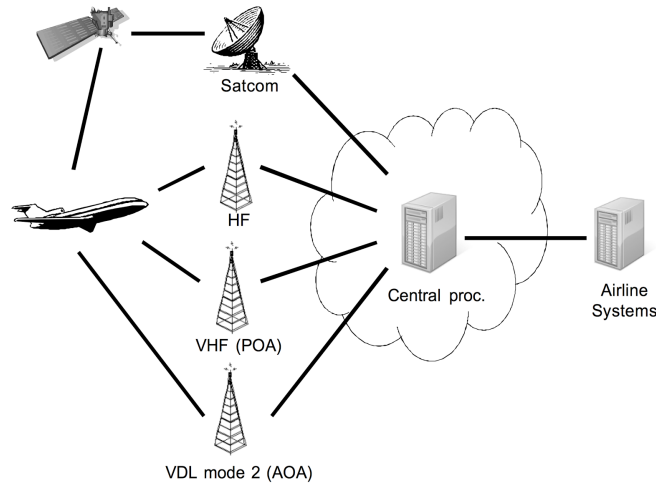 Satcom
HF
VHF (POA)
VDL mode 2 (AOA)
Central proc.
Airline
Systems